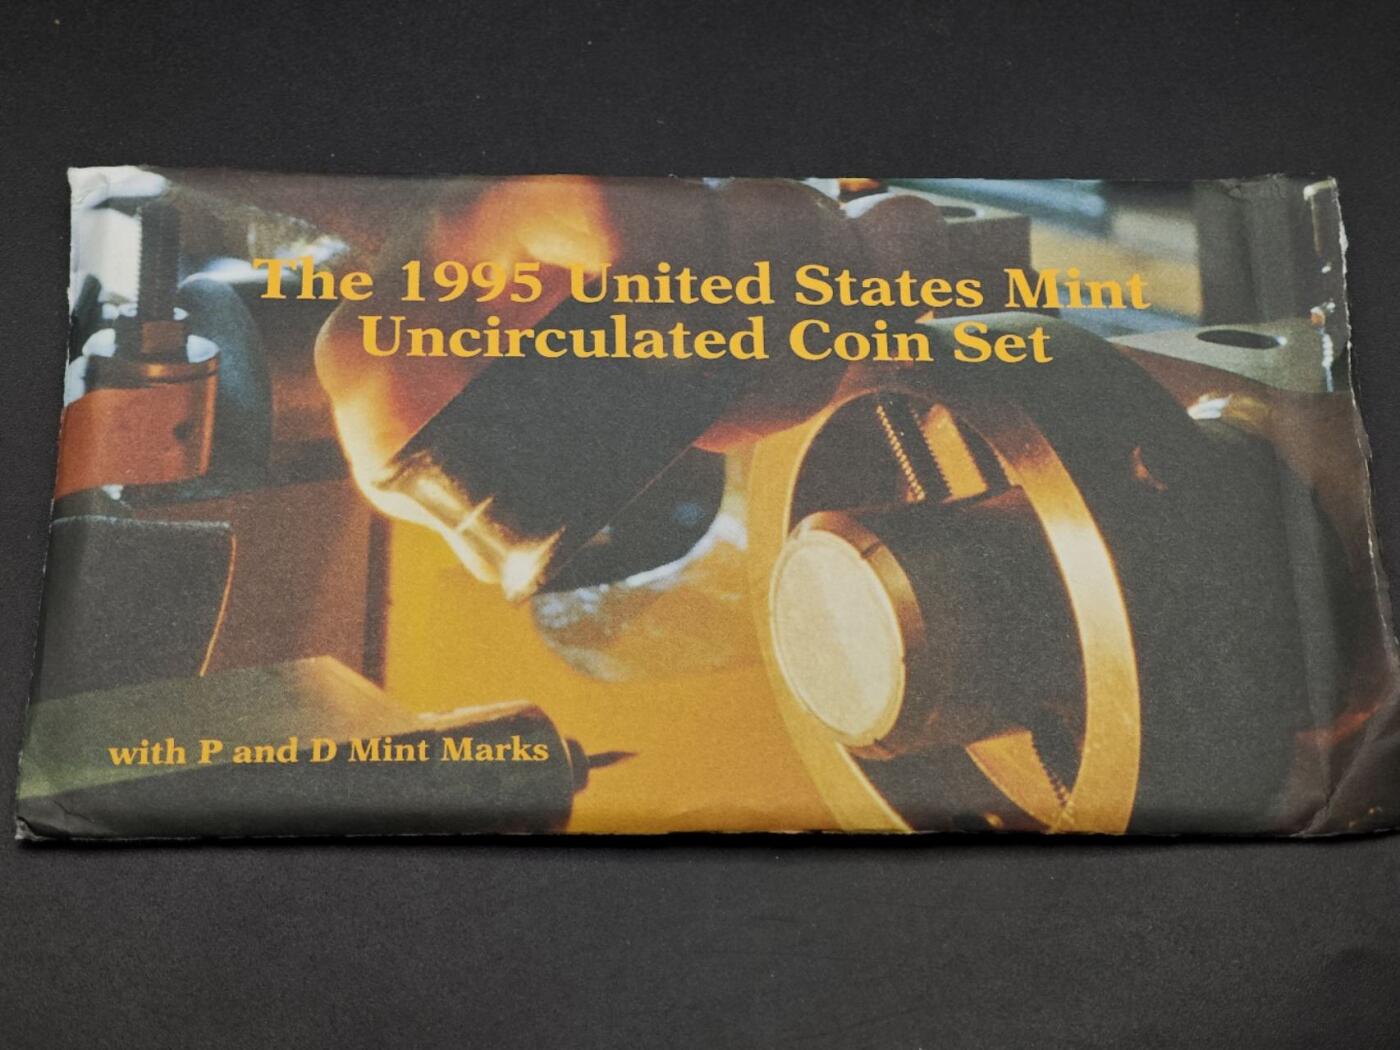 The 1995 United States Mint
Uncirculated Coin Set
with P and D Mint Marks